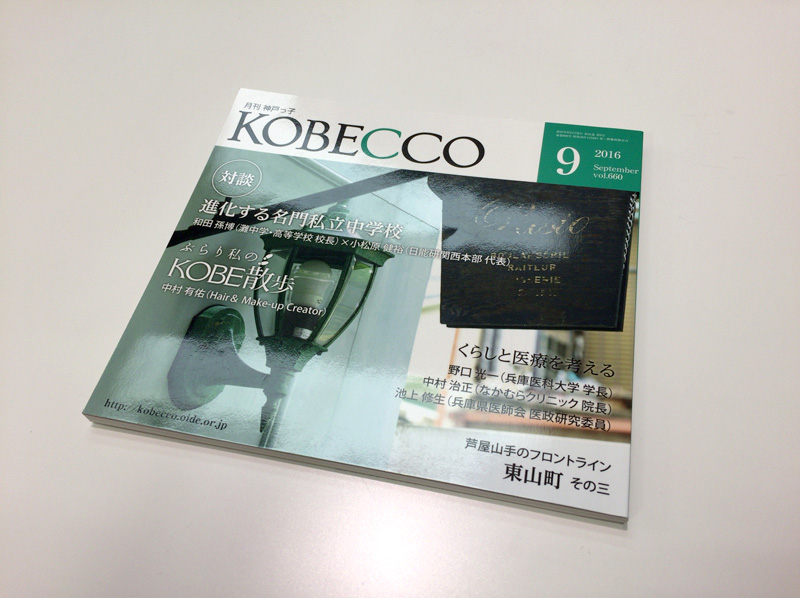 月刊 神戸っ子
KOBECCO
9
2016
September
vol.660
対談
進化する名門私立中学校
和田 孫博(灘中学・高等学校 校長)×小松原 健裕(日能研関西本部 代表)
ぶらり私の
KOBE散歩
中村 有佑(Hair & Make-up Creator)
くらしと医療を考える
野口 光一(兵庫医科大学 学長)
中村 治正(なかむらクリニック 院長)
池上 修生(兵庫県医師会 医政研究委員)
芦屋山手のフロントライン
東山町 その三
http://kobecco.oide.or.jp